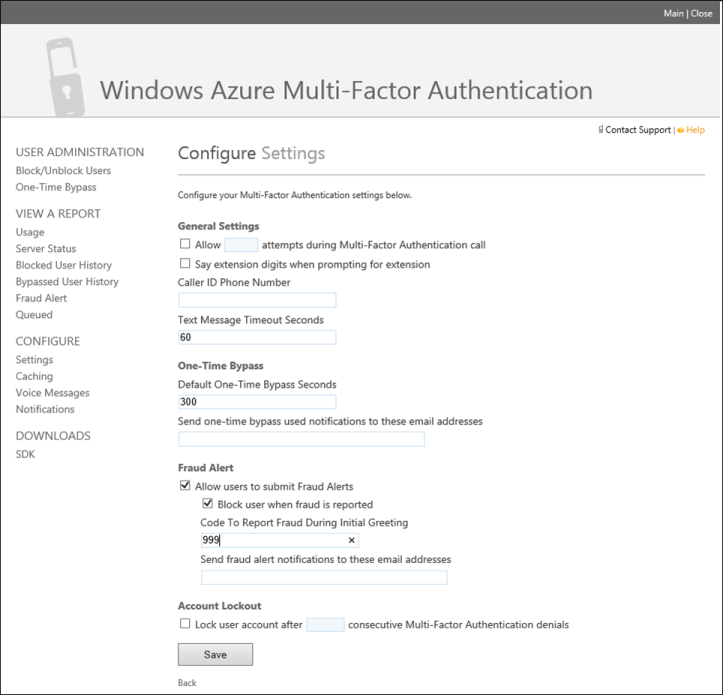 Main | Close
Windows Azure Multi-Factor Authentication
Contact Support | Help
USER ADMINISTRATION
Block/Unblock Users
One-Time Bypass
VIEW A REPORT
Usage
Server Status
Blocked User History
Bypassed User History
Fraud Alert
Queued
CONFIGURE
Settings
Caching
Voice Messages
Notifications
DOWNLOADS
SDK
Configure Settings
Configure your Multi-Factor Authentication settings below.
General Settings
Allow attempts during Multi-Factor Authentication call
Say extension digits when prompting for extension
Caller ID Phone Number
Text Message Timeout Seconds
60
One-Time Bypass
Default One-Time Bypass Seconds
300
Send one-time bypass used notifications to these email addresses
Fraud Alert
Allow users to submit Fraud Alerts
Block user when fraud is reported
Code To Report Fraud During Initial Greeting
999
Send fraud alert notifications to these email addresses
Account Lockout
Lock user account after consecutive Multi-Factor Authentication denials
Save
Back